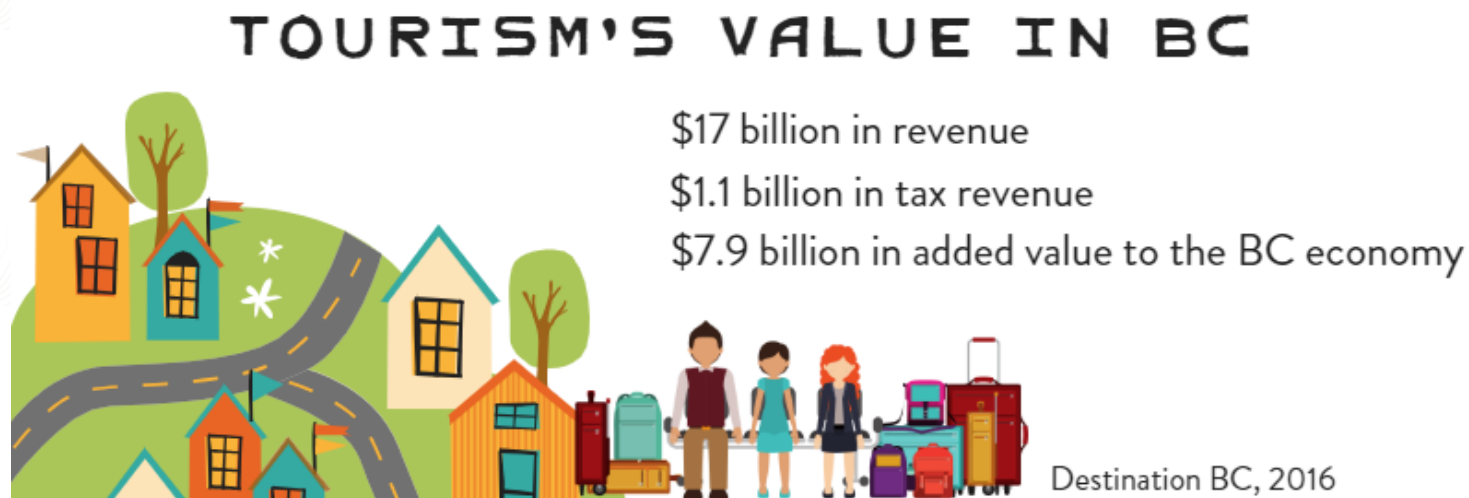 TOURISM'S VALUE IN BC
$17 billion in revenue
$1.1 billion in tax revenue
$7.9 billion in added value to the BC economy
Destination BC, 2016